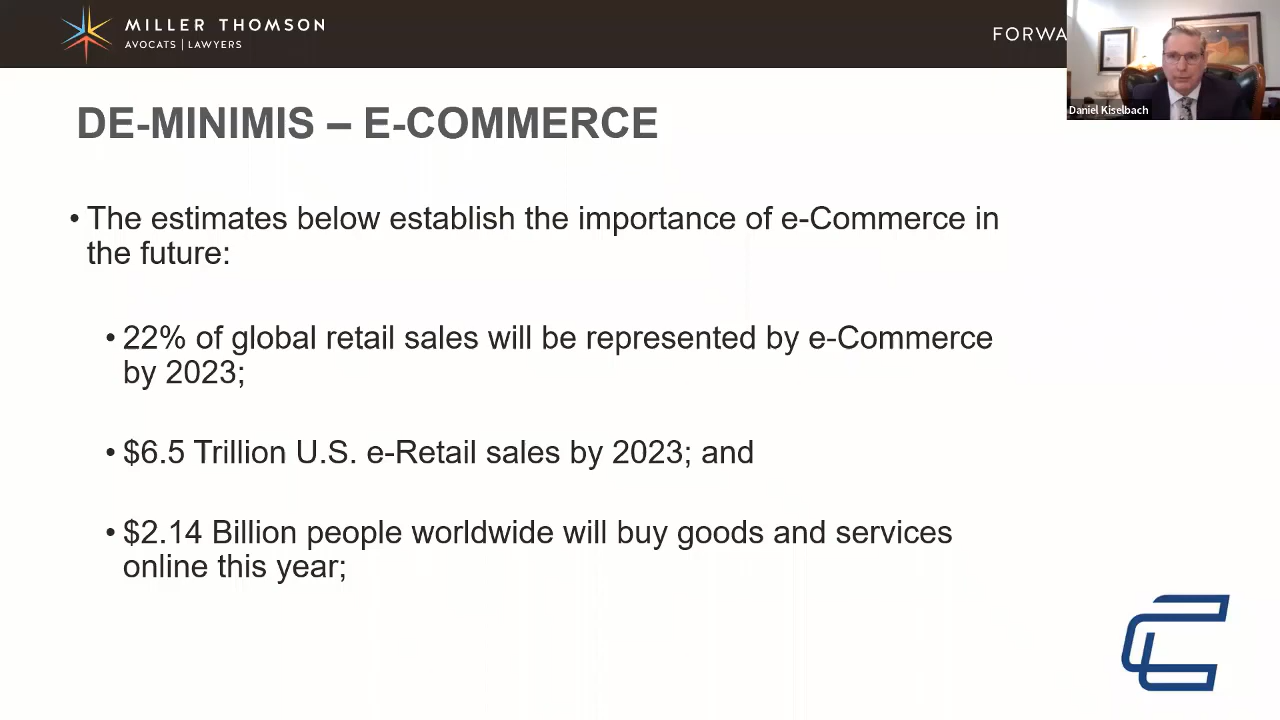 MILLER THOMSON
AVOCATS | LAWYERS
FORWA
Daniel Kiselbach
DE-MINIMIS – E-COMMERCE
• The estimates below establish the importance of e-Commerce in
the future:
• 22% of global retail sales will be represented by e-Commerce
by 2023;
• $6.5 Trillion U.S. e-Retail sales by 2023; and
• $2.14 Billion people worldwide will buy goods and services
online this year;